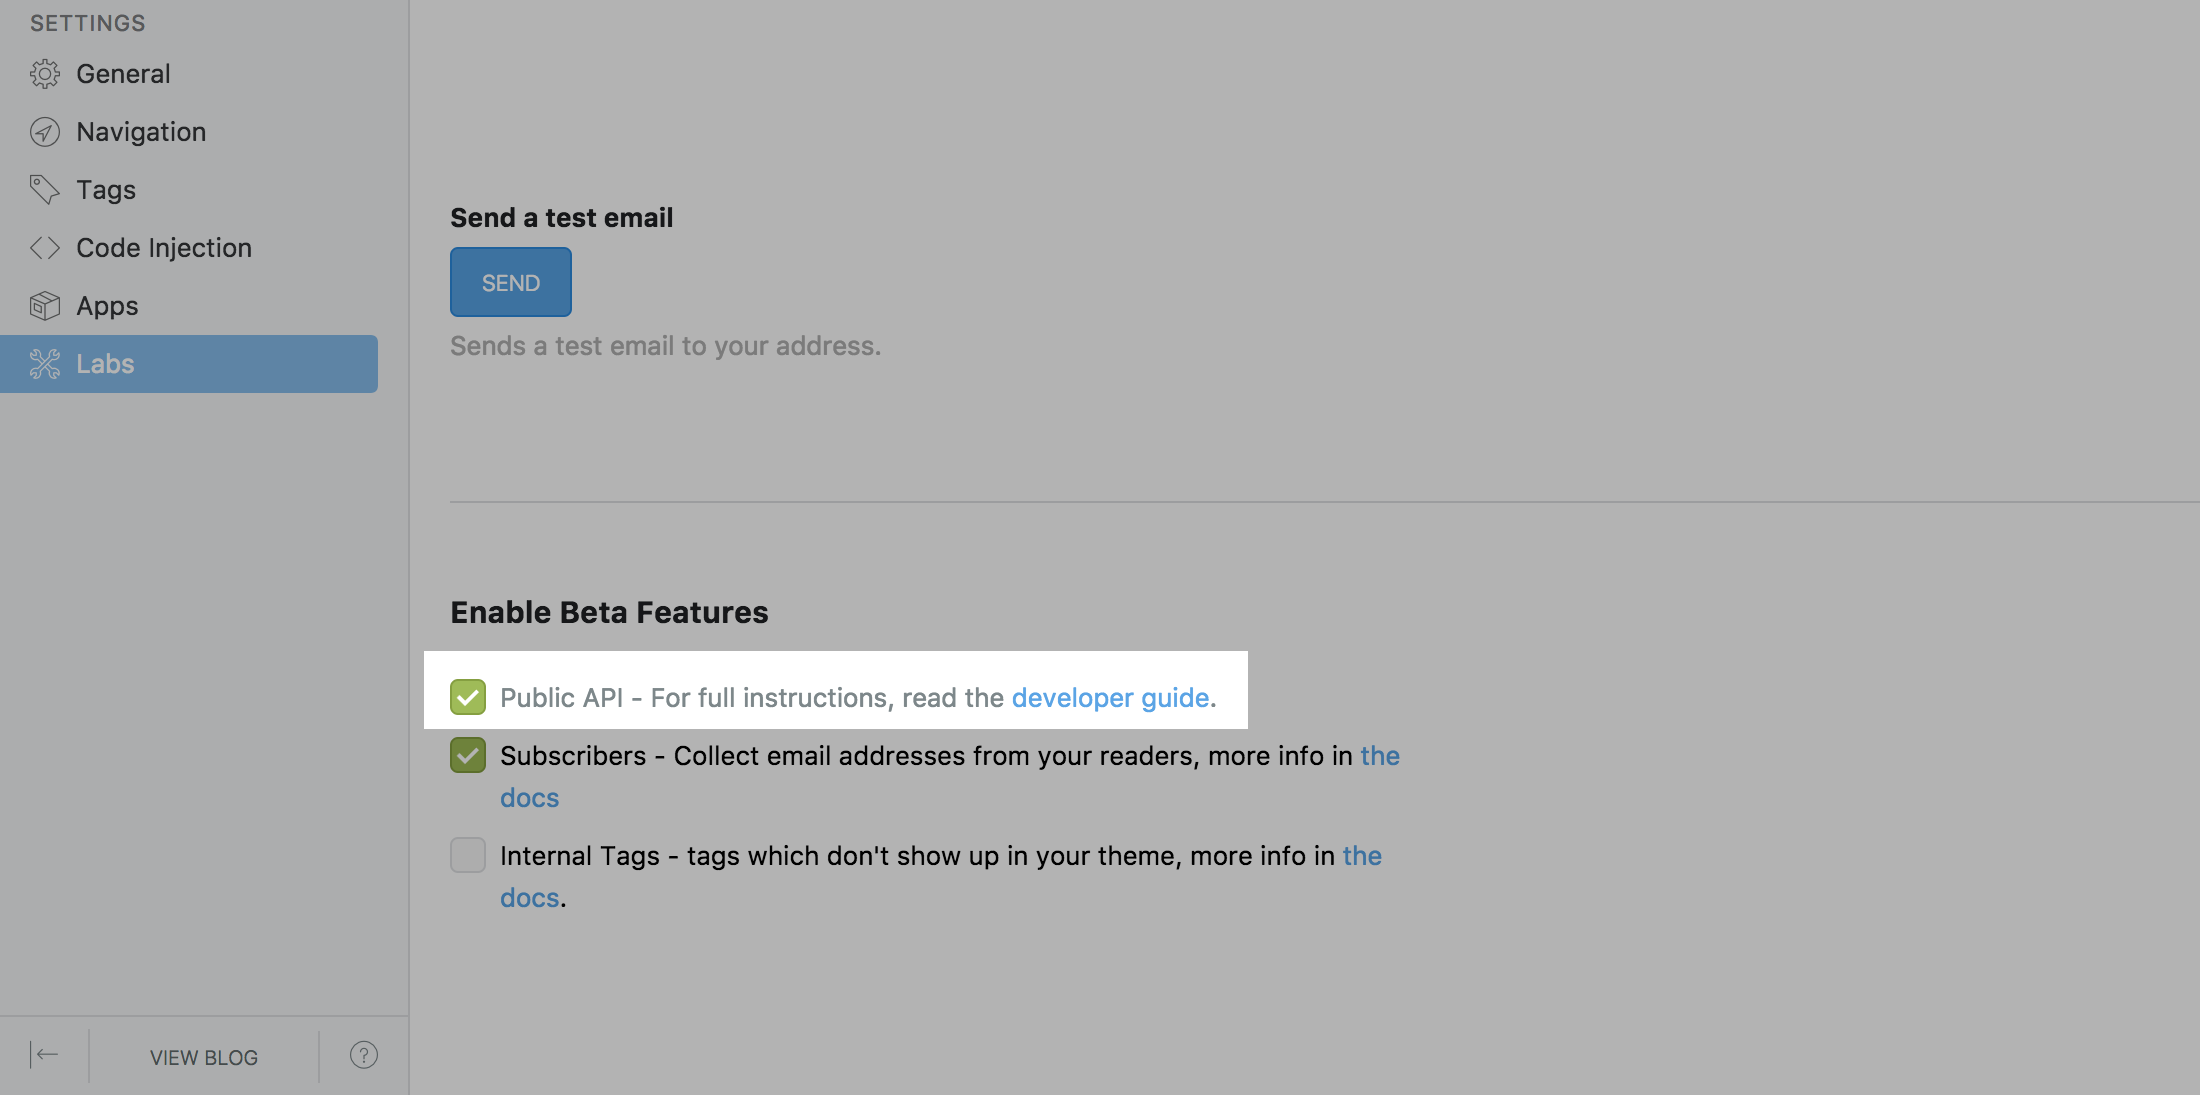 SETTINGS
General
Navigation
Tags
Code Injection
Apps
Labs
VIEW BLOG
?
Send a test email
SEND
Sends a test email to your address.
Enable Beta Features
Public API - For full instructions, read the developer guide.
Subscribers - Collect email addresses from your readers, more info in the
docs
Internal Tags - tags which don't show up in your theme, more info in the
docs.